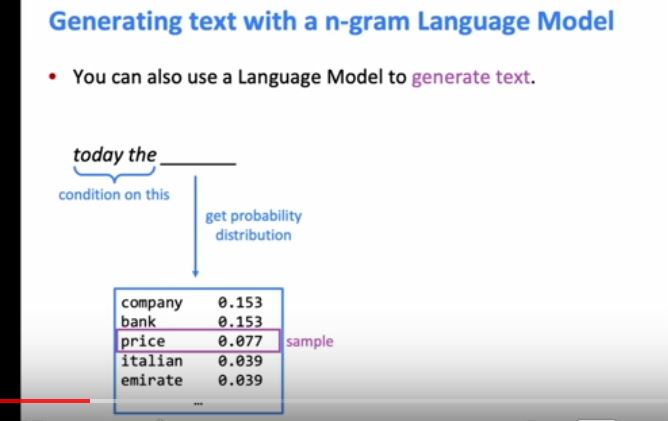 Generating text with a n-gram Language Model
• You can also use a Language Model to generate text.
today the ______
condition on this
get probability
distribution
company 0.153
bank 0.153
price 0.077 sample
italian 0.039
emirate 0.039
...